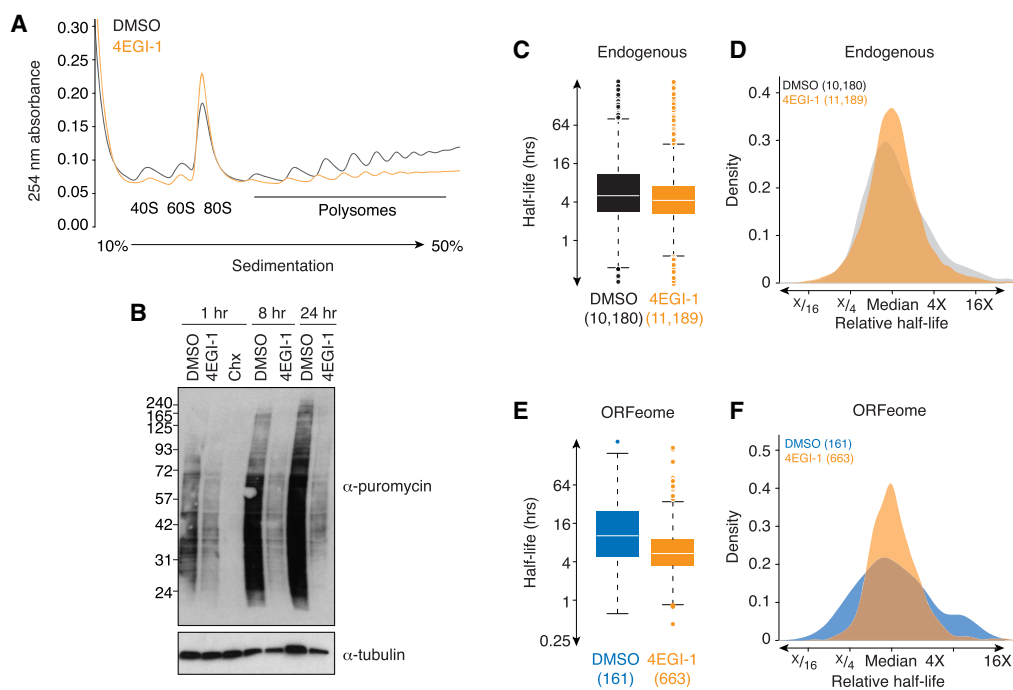 A
DMSO
4EGI-1
0.30
0.25
0.20
0.15
0.10
0.05
0.00
254 nm absorbance
40S 60S 80S
Polysomes
10% 50%
Sedimentation
B
1 hr 8 hr 24 hr
DMSO 4EGI-1 Chx DMSO 4EGI-1 DMSO 4EGI-1
240
165
125
93
72
57
42
31
24
α-puromycin
α-tubulin
C
Endogenous
Half-life (hrs)
64
16
4
1
DMSO 4EGI-1
(10,180) (11,189)
D
Endogenous
DMSO (10,180)
4EGI-1 (11,189)
Density
0.4
0.3
0.2
0.1
0
X/16 X/4 Median 4X 16X
Relative half-life
E
ORFeome
Half-life (hrs)
64
16
4
1
0.25
DMSO 4EGI-1
(161) (663)
F
ORFeome
DMSO (161)
4EGI-1 (663)
Density
0.5
0.4
0.3
0.2
0.1
0
X/16 X/4 Median 4X 16X
Relative half-life